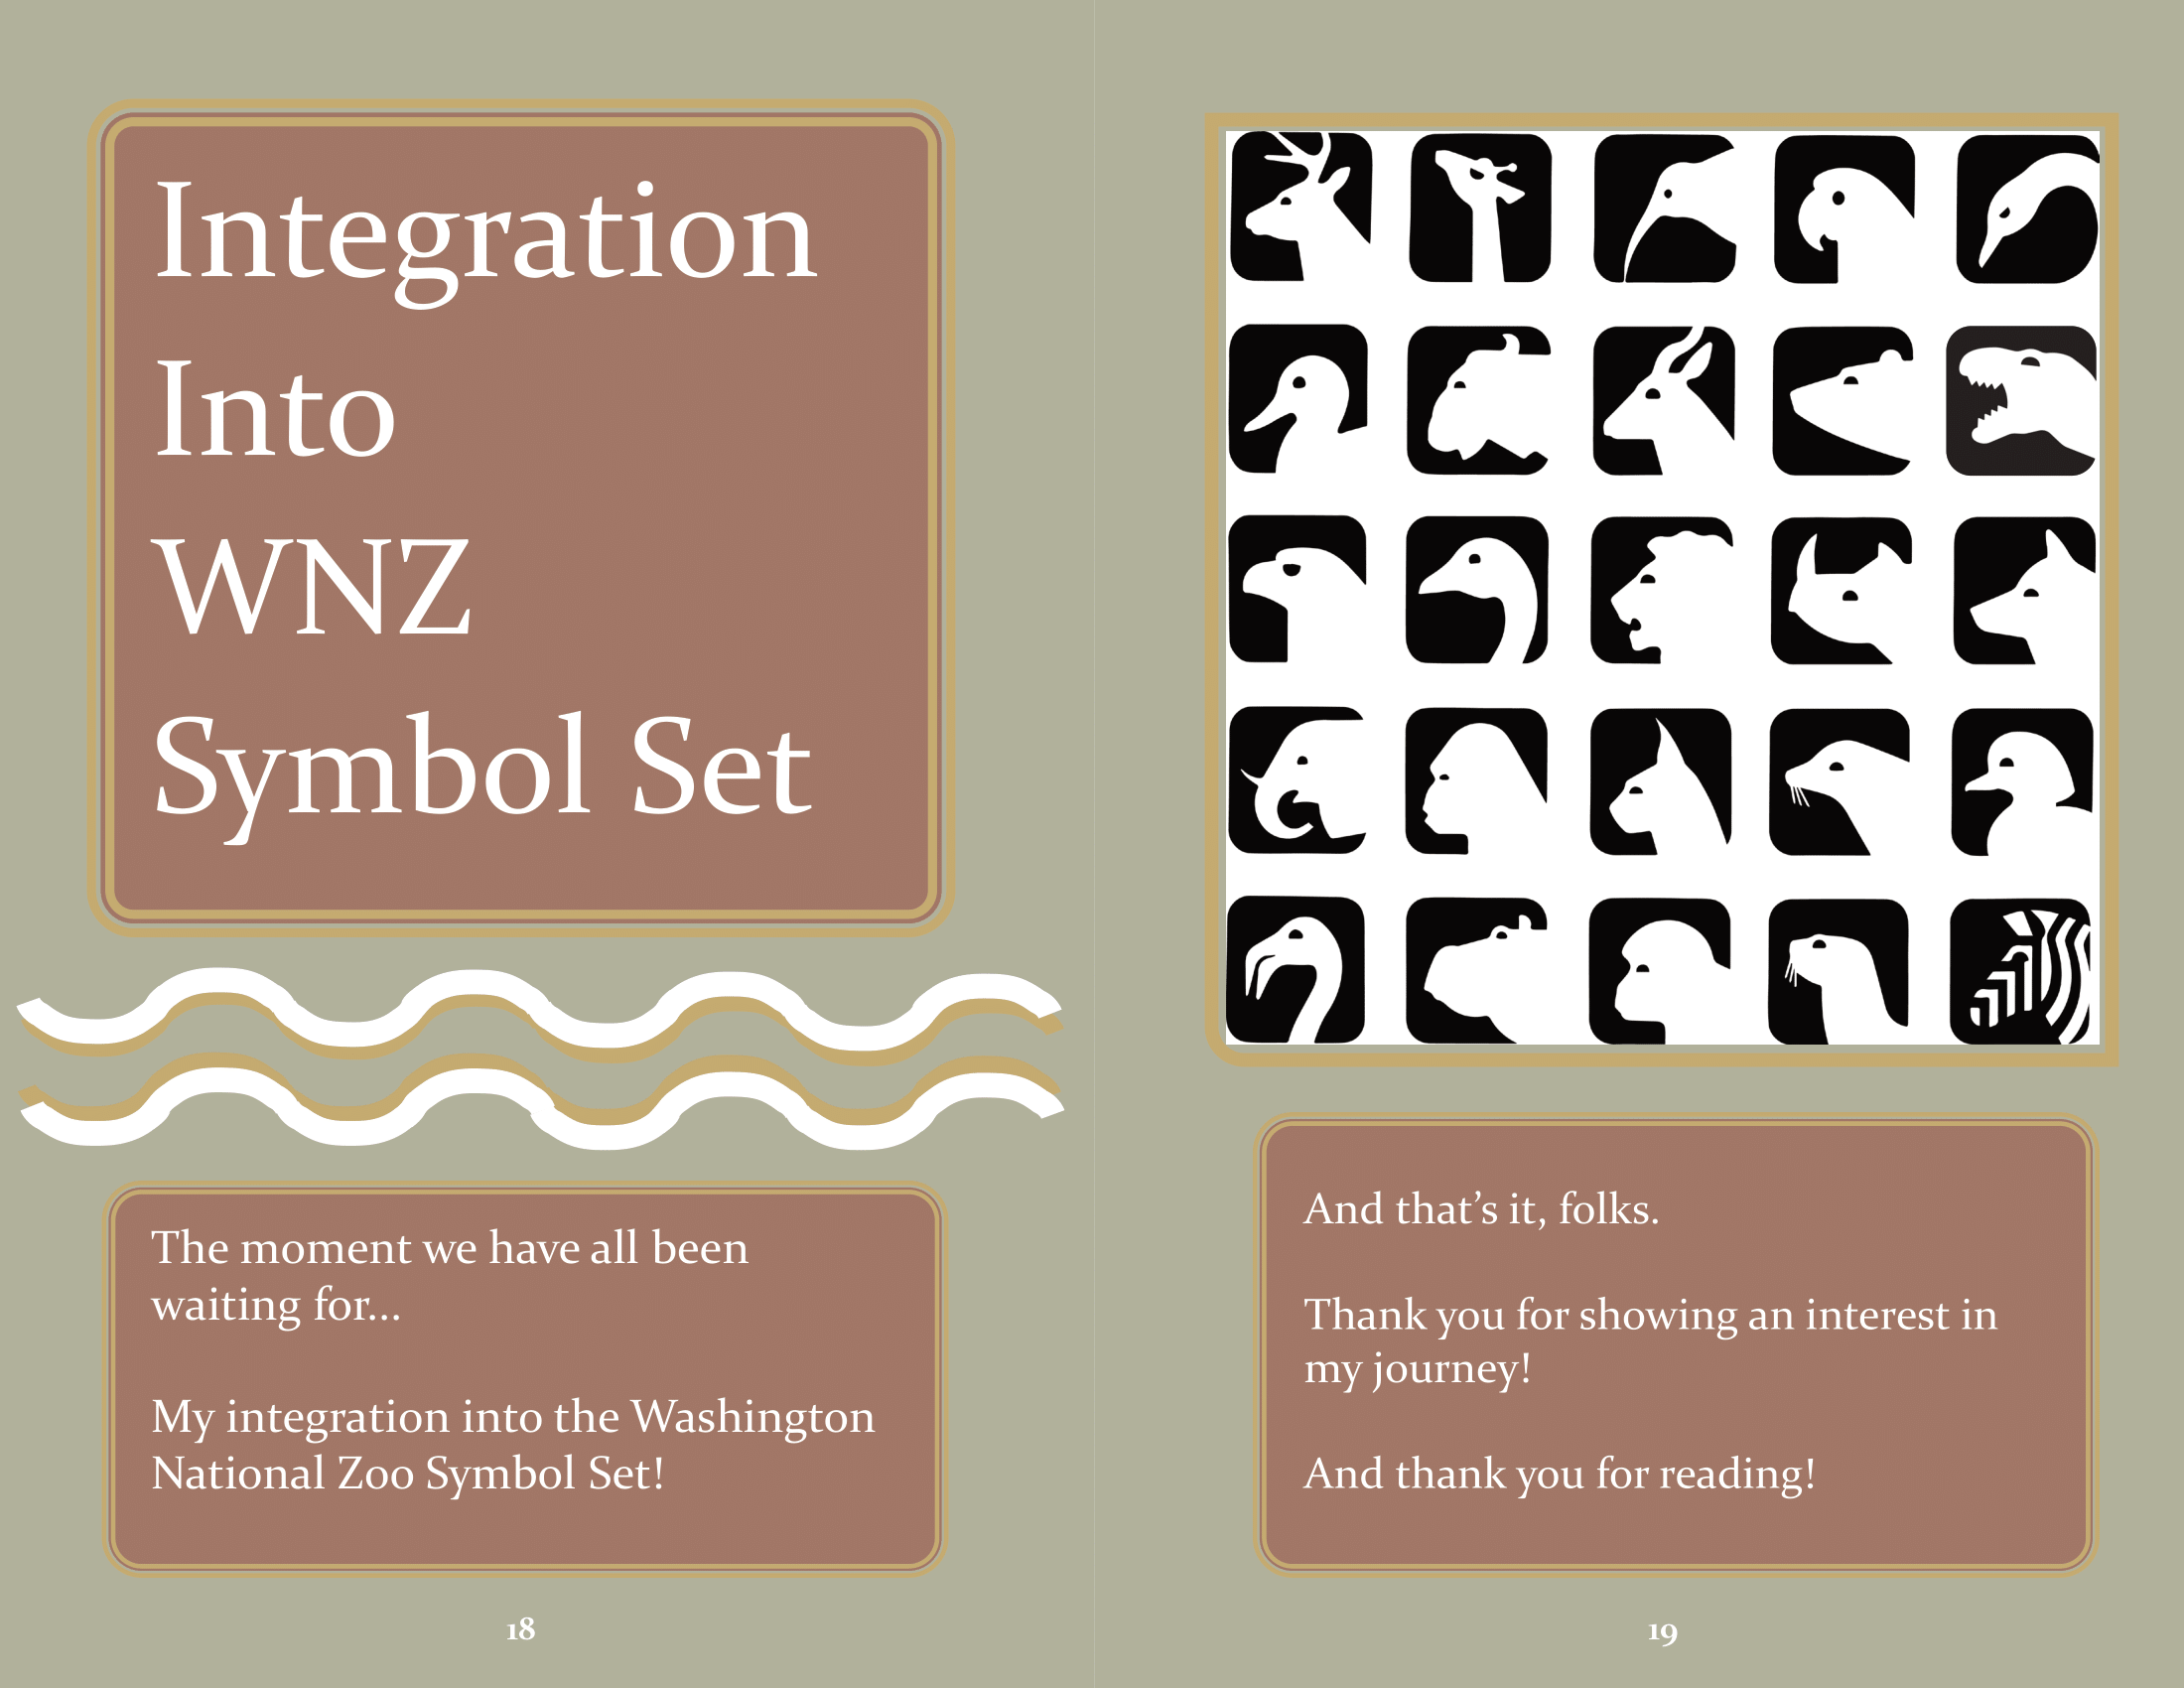 Integration
Into
WNZ
Symbol Set
The moment we have all been
waiting for...
My integration into the Washington
National Zoo Symbol Set!
18
And that’s it, folks.
Thank you for showing an interest in
my journey!
And thank you for reading!
19